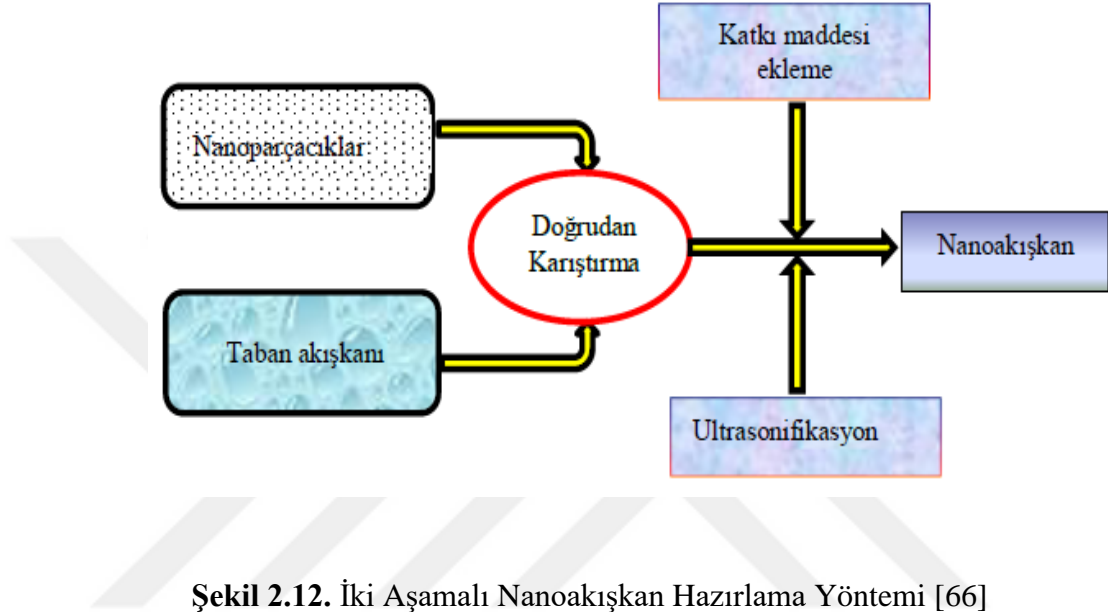 Katkı maddesi
ekleme
Nanoparçacıklar
Doğrudan
Karıştırma
Nanoakışkan
Taban akışkanı
Ultrasonifikasyon
Şekil 2.12. İki Aşamalı Nanoakışkan Hazırlama Yöntemi [66]